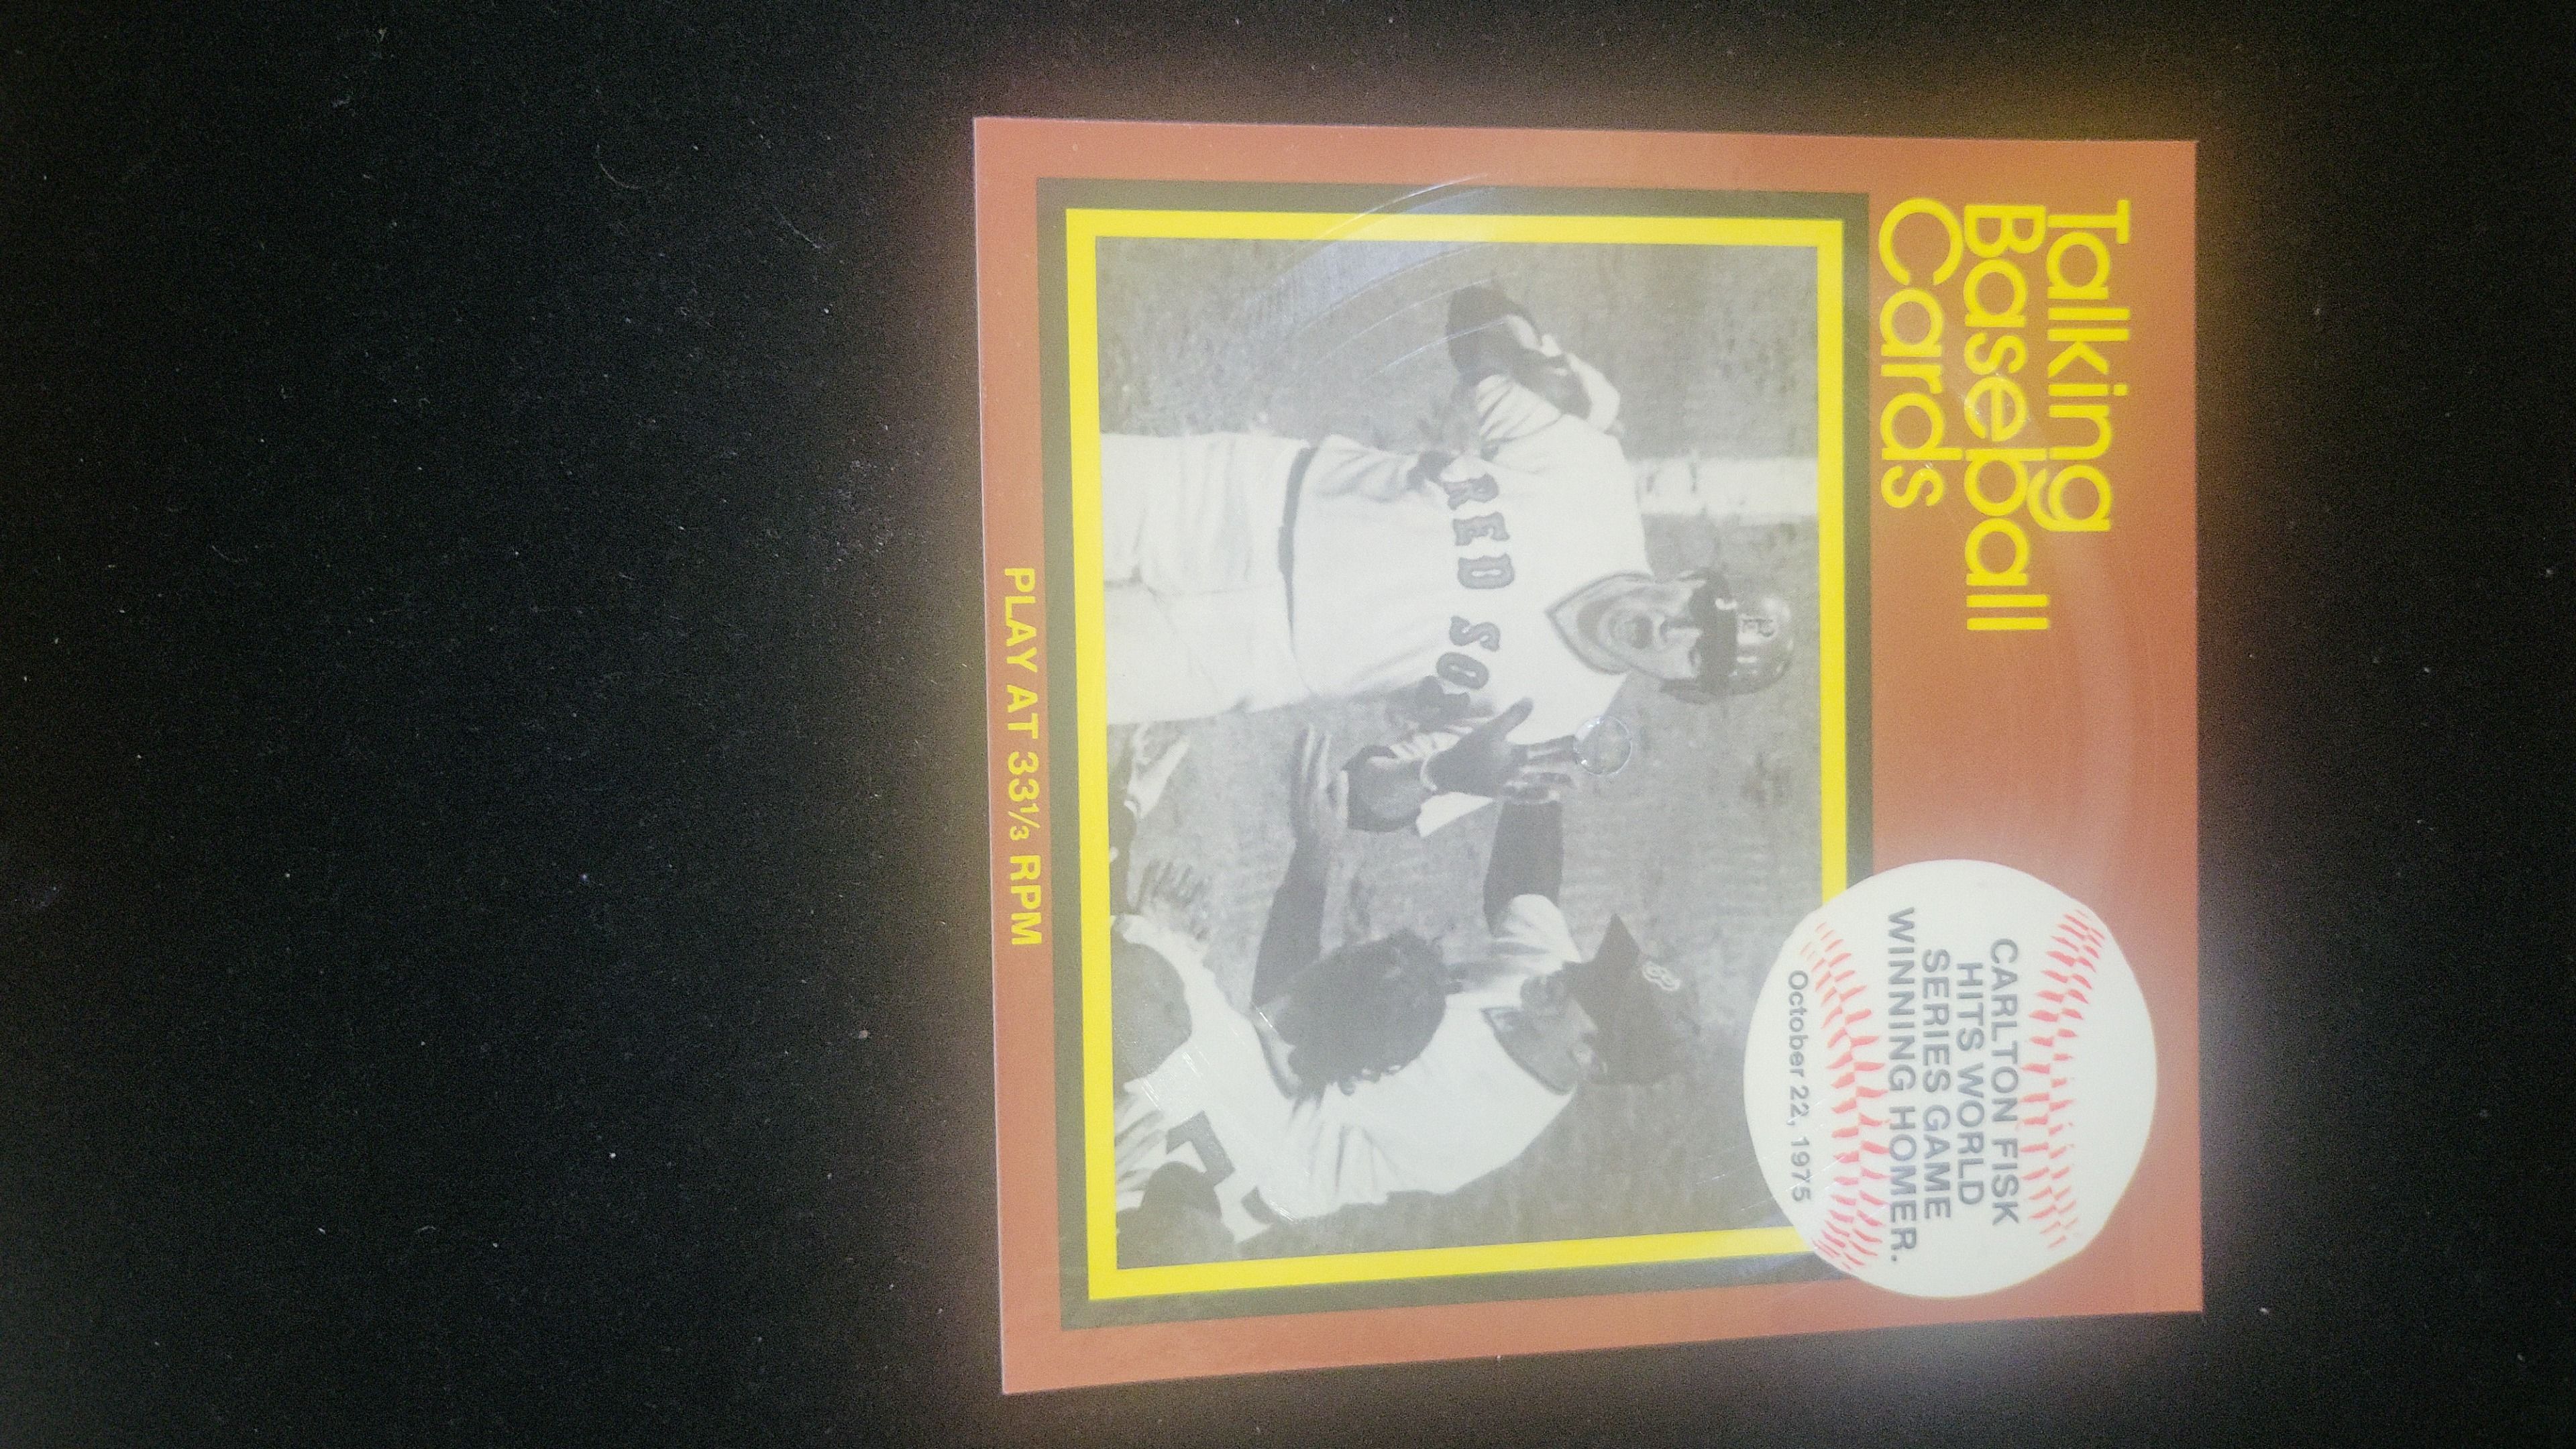 Talking
Baseball
Cards
CARLTON FISK
HITS WORLD
SERIES GAME
WINNING HOMER.
October 22, 1975
RED SOX
PLAY AT 33⅓ RPM